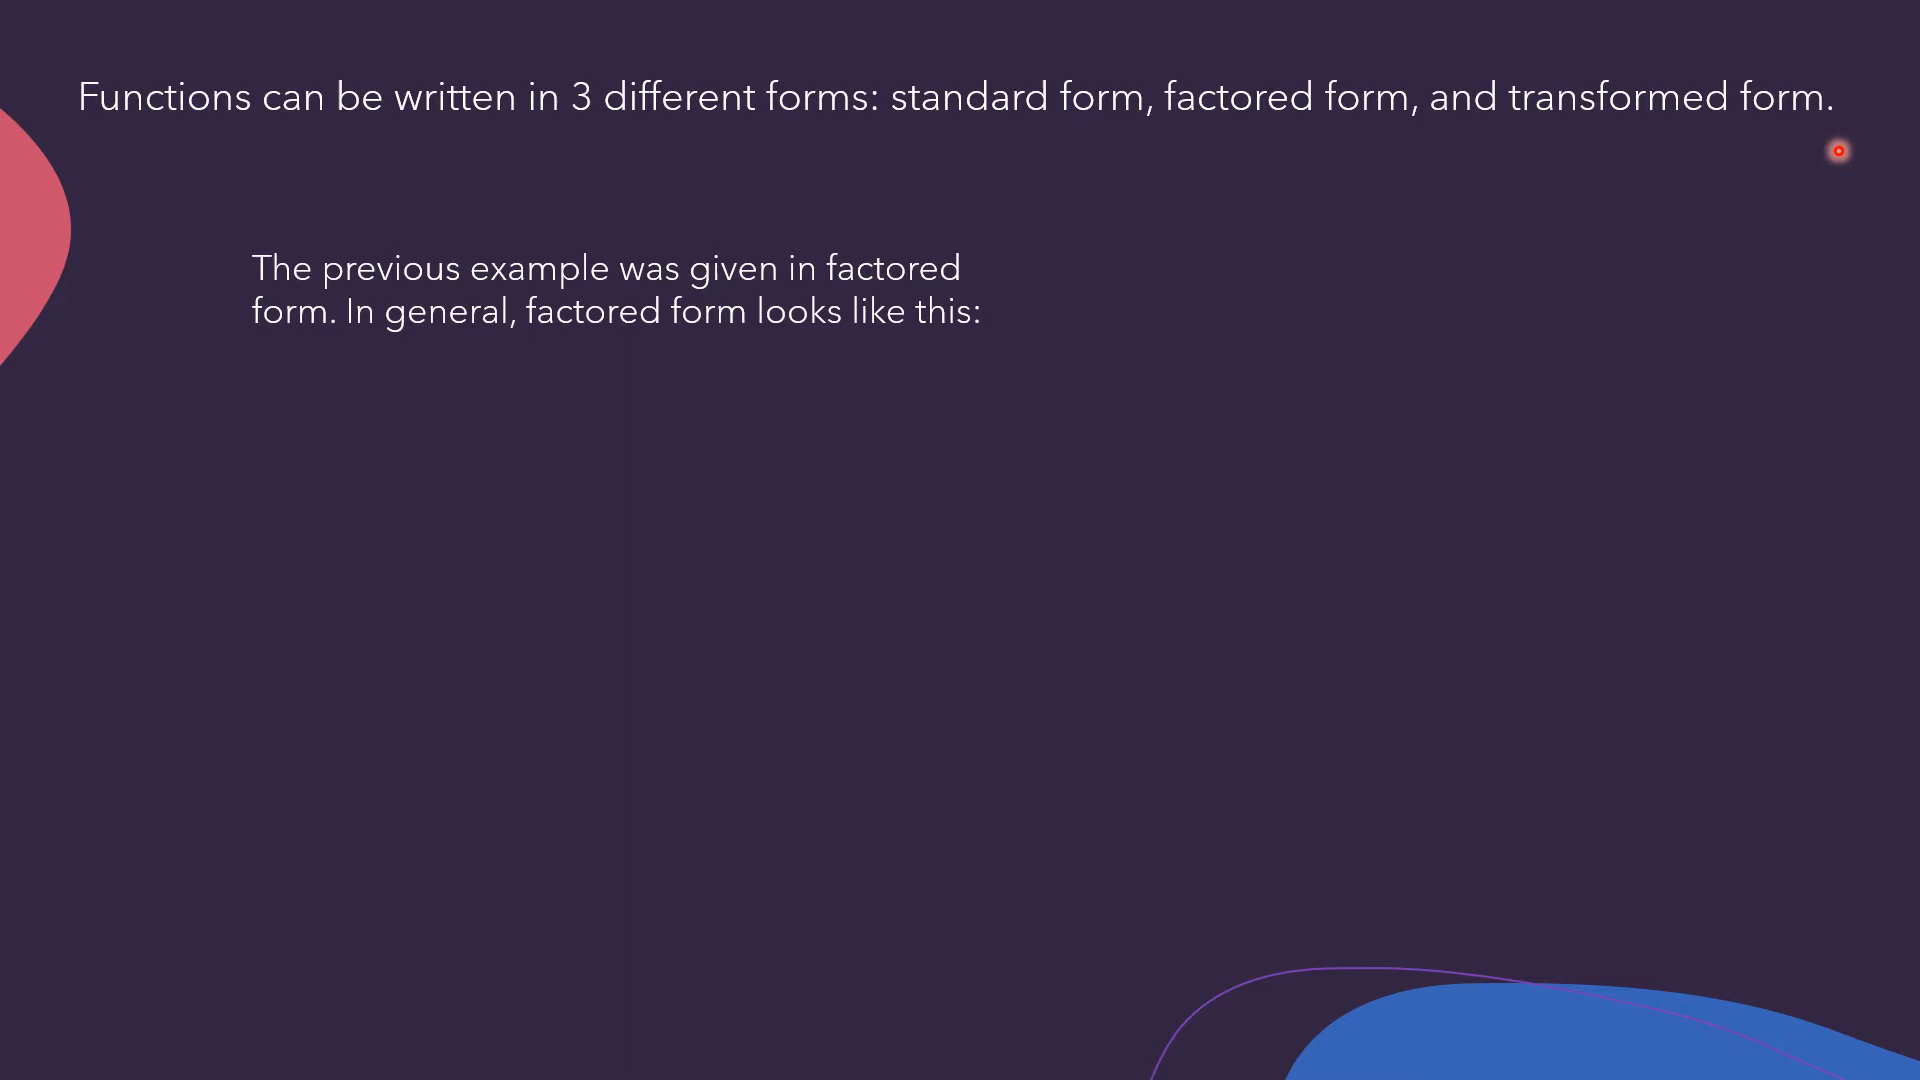 Functions can be written in 3 different forms: standard form, factored form, and transformed form.
The previous example was given in factored
form. In general, factored form looks like this: